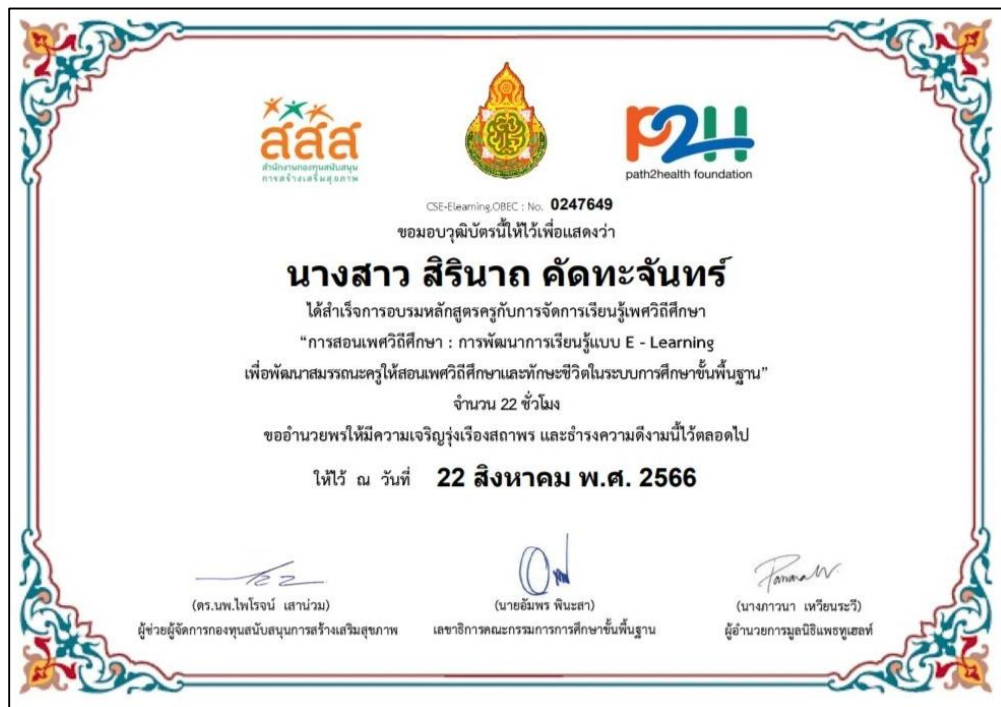 สสส
สำนักงานกองทุนสนับสนุน
การสร้างเสริมสุขภาพ
P2H
path2health foundation
CSE-Elearning,OBEC : No. 0247649
ขอมอบวุฒิบัตรนี้ให้ไว้เพื่อแสดงว่า
นางสาว สิรินาถ คัดทะจันทร์
ได้สำเร็จการอบรมหลักสูตรครูกับการจัดการเรียนรู้เพศวิถีศึกษา
“การสอนเพศวิถีศึกษา : การพัฒนาการเรียนรู้แบบ E - Learning
เพื่อพัฒนาสมรรถนะครูให้สอนเพศวิถีศึกษาและทักษะชีวิตในระบบการศึกษาขั้นพื้นฐาน”
จำนวน 22 ชั่วโมง
ขออำนวยพรให้มีความเจริญรุ่งเรืองสถาพร และธำรงความดีงามนี้ไว้ตลอดไป
ให้ไว้ ณ วันที่ 22 สิงหาคม พ.ศ. 2566
(ดร.นพ.ไพโรจน์ เสาน่วม) (นายอัมพร พินะสา) (นางภาวนา เหวียนระวี)
ผู้ช่วยผู้จัดการกองทุนสนับสนุนการสร้างเสริมสุขภาพ เลขาธิการคณะกรรมการการศึกษาขั้นพื้นฐาน ผู้อำนวยการมูลนิธิแพธทูเฮลท์